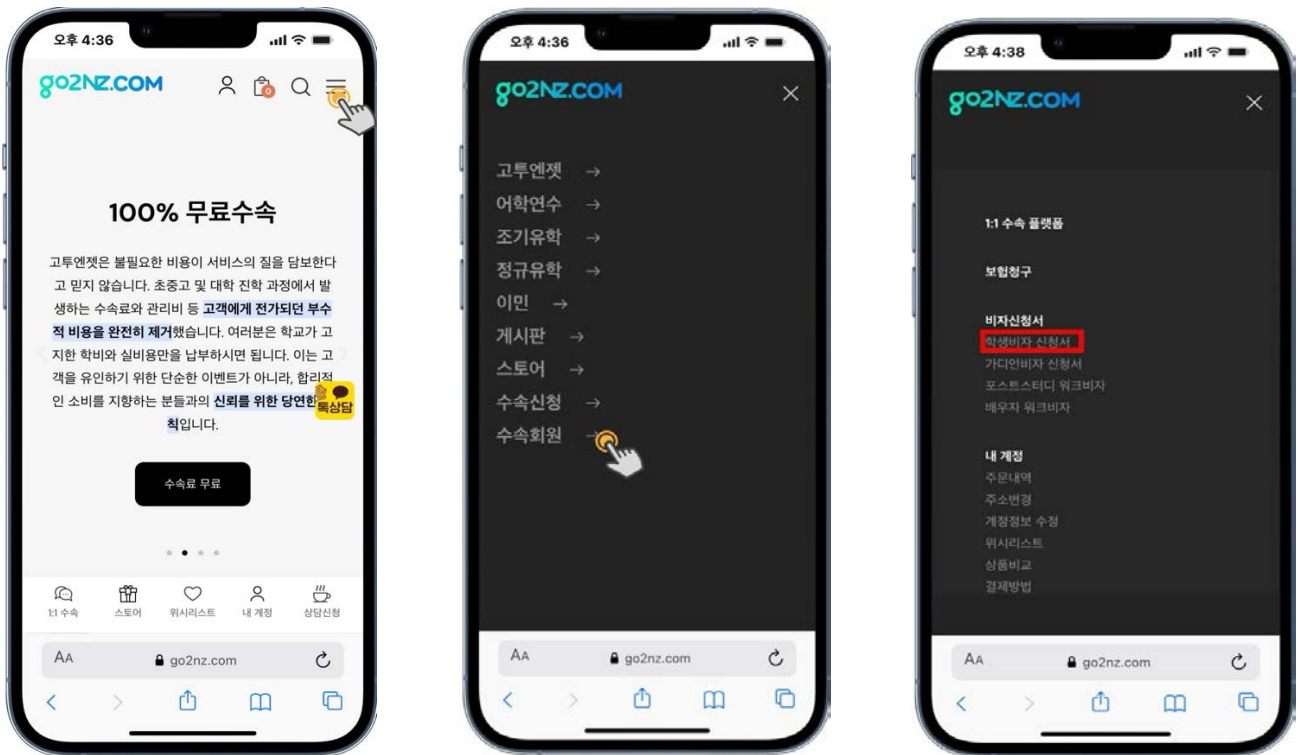 오후 4:36
go2NZ.COM
0
100% 무료수속
고투엔젯은 불필요한 비용이 서비스의 질을 담보한다
고 믿지 않습니다. 초중고 및 대학 진학 과정에서 발
생하는 수속료와 관리비 등 고객에게 전가되던 부수
적 비용을 완전히 제거했습니다. 여러분은 학교가 고
지한 학비와 실비용만을 납부하시면 됩니다. 이는 고
객을 유인하기 위한 단순한 이벤트가 아니라, 합리적
인 소비를 지향하는 분들과의 신뢰를 위한 당연한
칙입니다.
톡상담
수속료 무료
1:1 수속
스토어
위시리스트
내 계정
상담신청
AA
go2nz.com
오후 4:36
go2NZ.COM
고투엔젯 →
어학연수 →
조기유학 →
정규유학 →
이민 →
게시판 →
스토어 →
수속신청 →
수속회원
AA
go2nz.com
오후 4:38
go2NZ.COM
1:1 수속 플랫폼
보험청구
비자신청서
학생비자 신청서
가디언비자 신청서
포스트스터디 워크비자
배우자 워크비자
내 계정
주문내역
주소변경
계정정보 수정
위시리스트
상품비교
결제방법
AA
go2nz.com